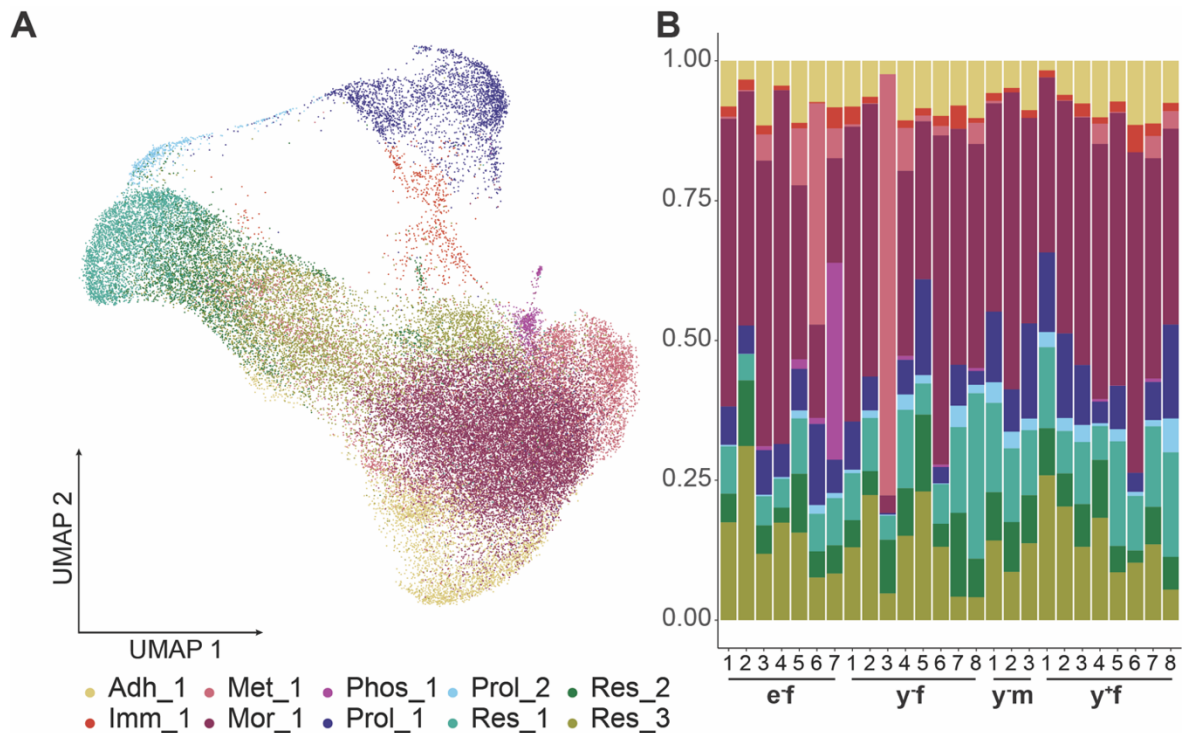 A
B
UMAP 2
UMAP 1
Adh_1 Met_1 Phos_1 Prol_2 Res_2
Imm_1 Mor_1 Prol_1 Res_1 Res_3
1.00
0.75
0.50
0.25
0.00
1 2 3 4 5 6 7 1 2 3 4 5 6 7 8 1 2 3 1 2 3 4 5 6 7 8
e⁻f y⁻f y⁻m y⁺f